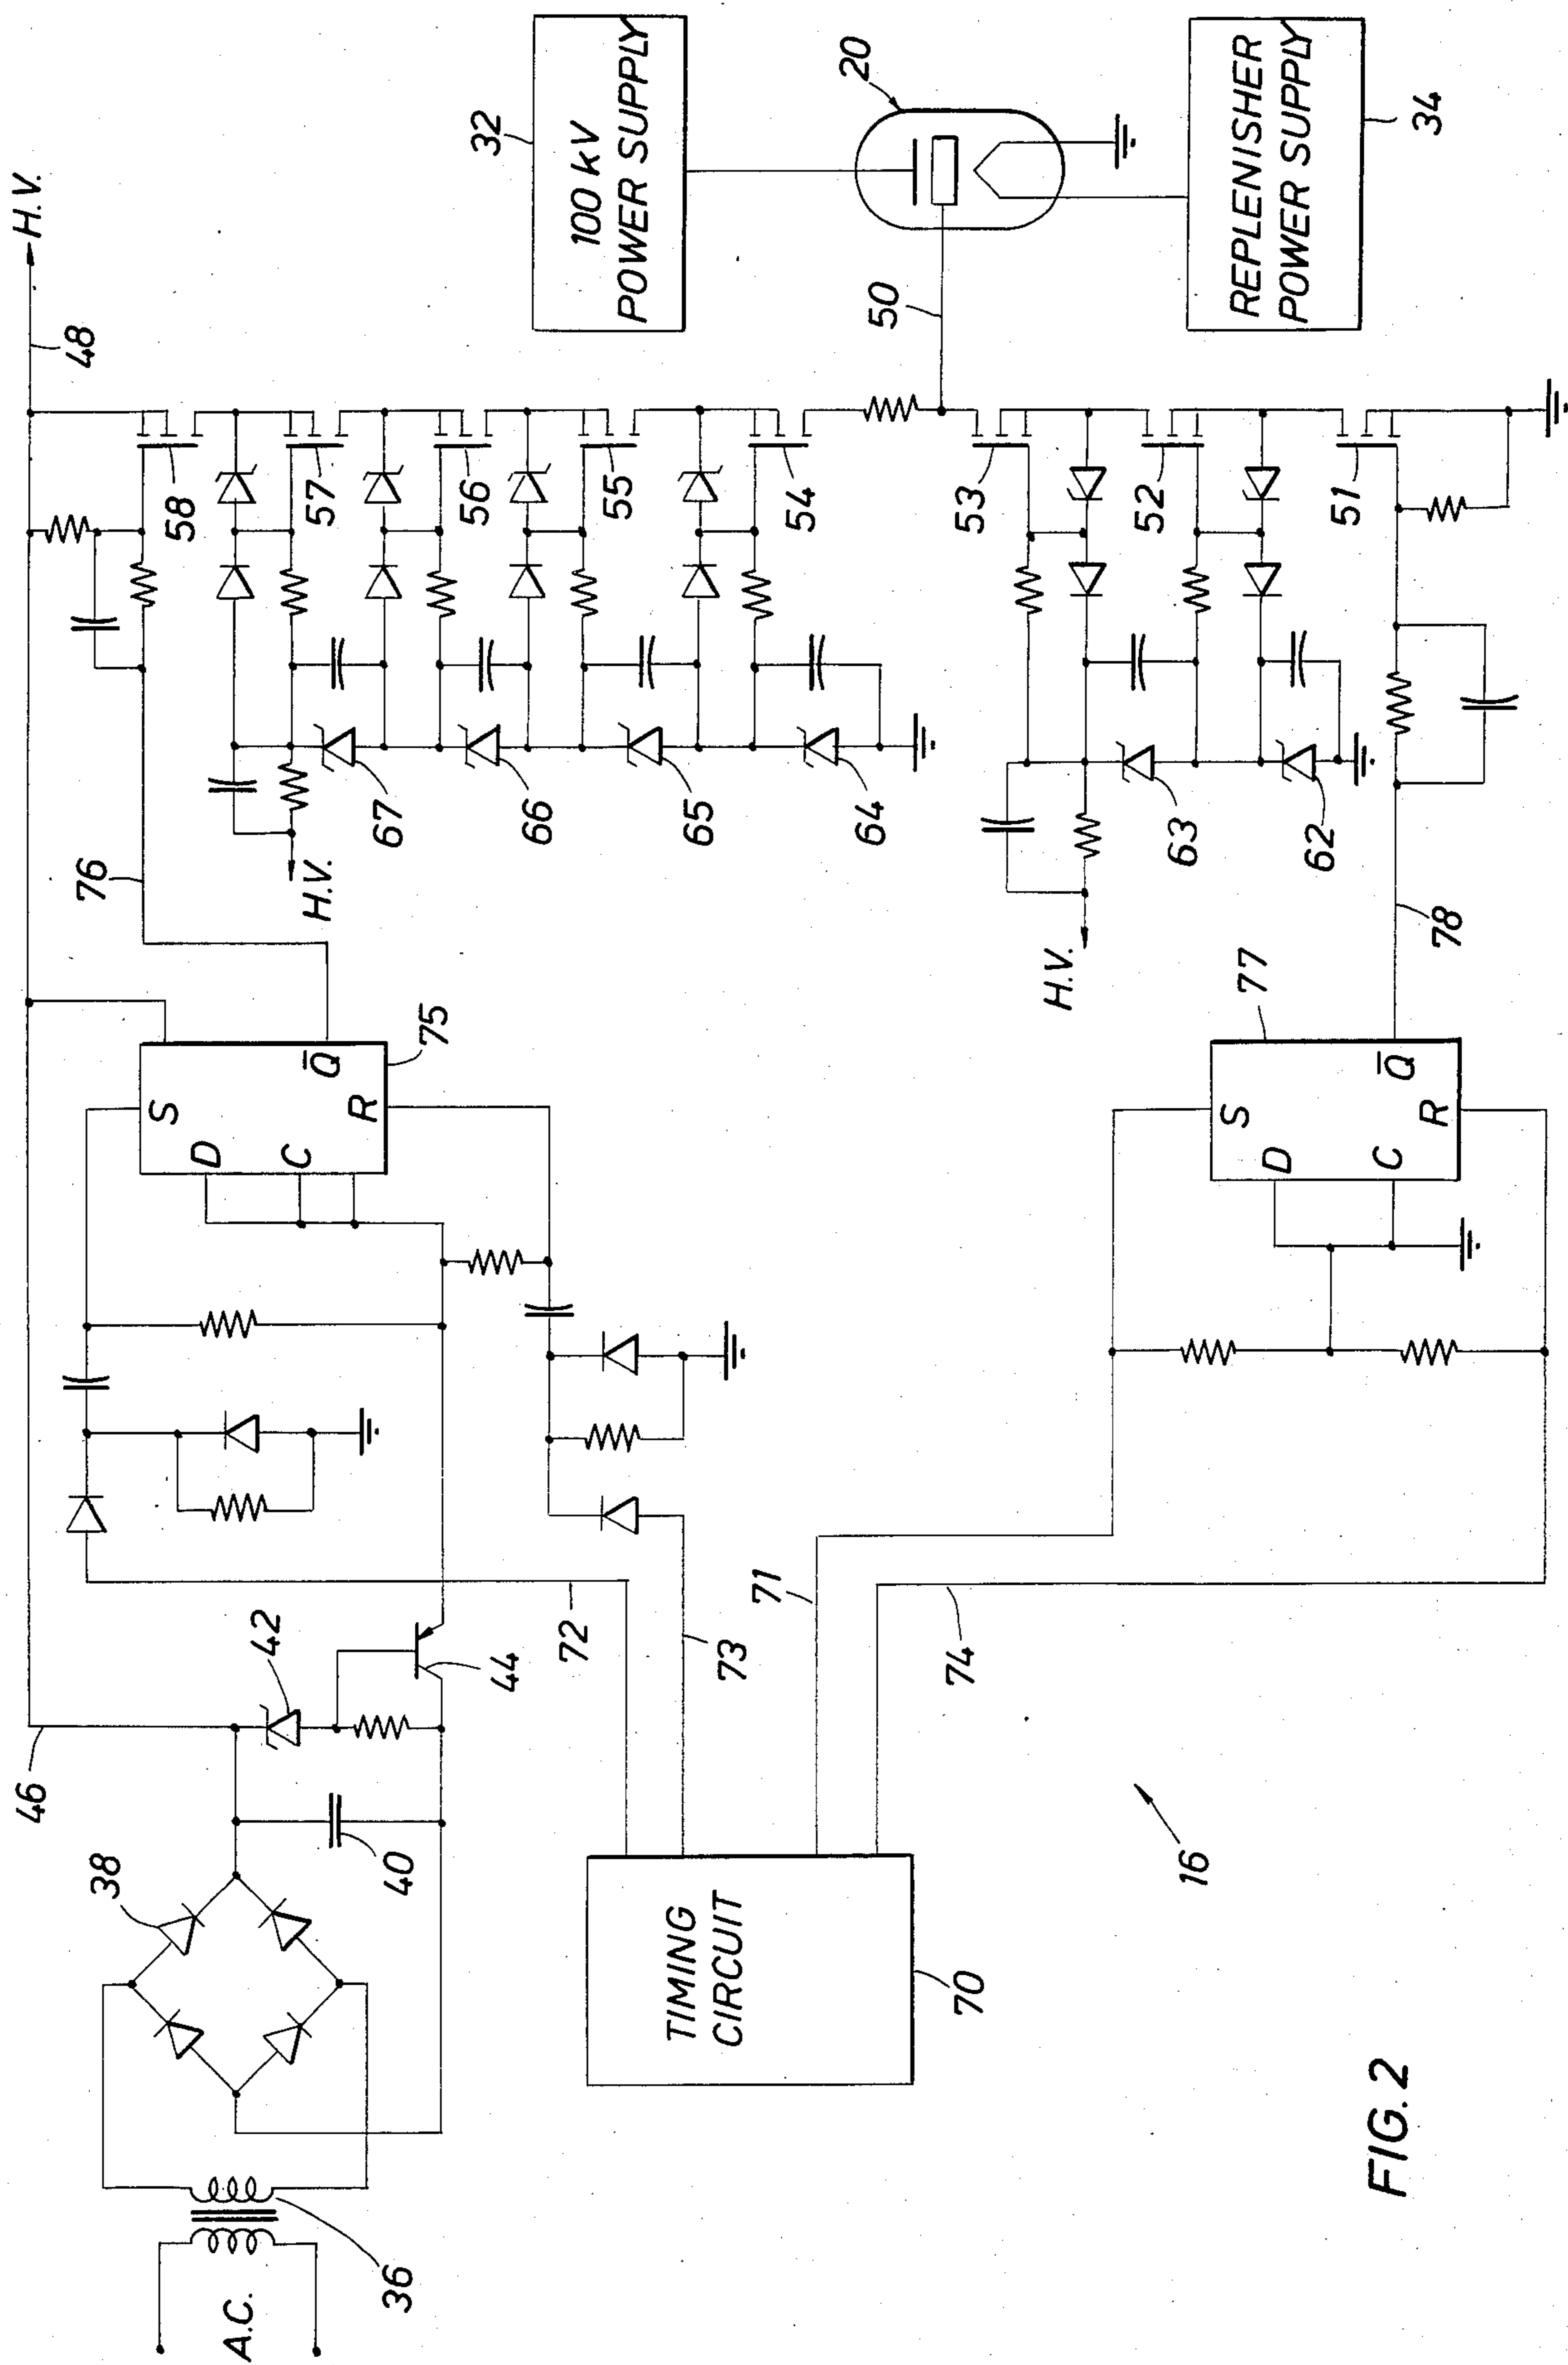 A.C.
36
38
40
46
42
44
72
73
71
74
TIMING
CIRCUIT
70
16
S
D
C
Q̅
R
75
76
H.V.
67
66
65
64
58
57
56
55
54
48
H.V.
32
100 kV
POWER SUPPLY
20
50
REPLENISHER
POWER SUPPLY
34
53
52
51
63
62
H.V.
77
S
D
C
Q̅
R
78
FIG. 2